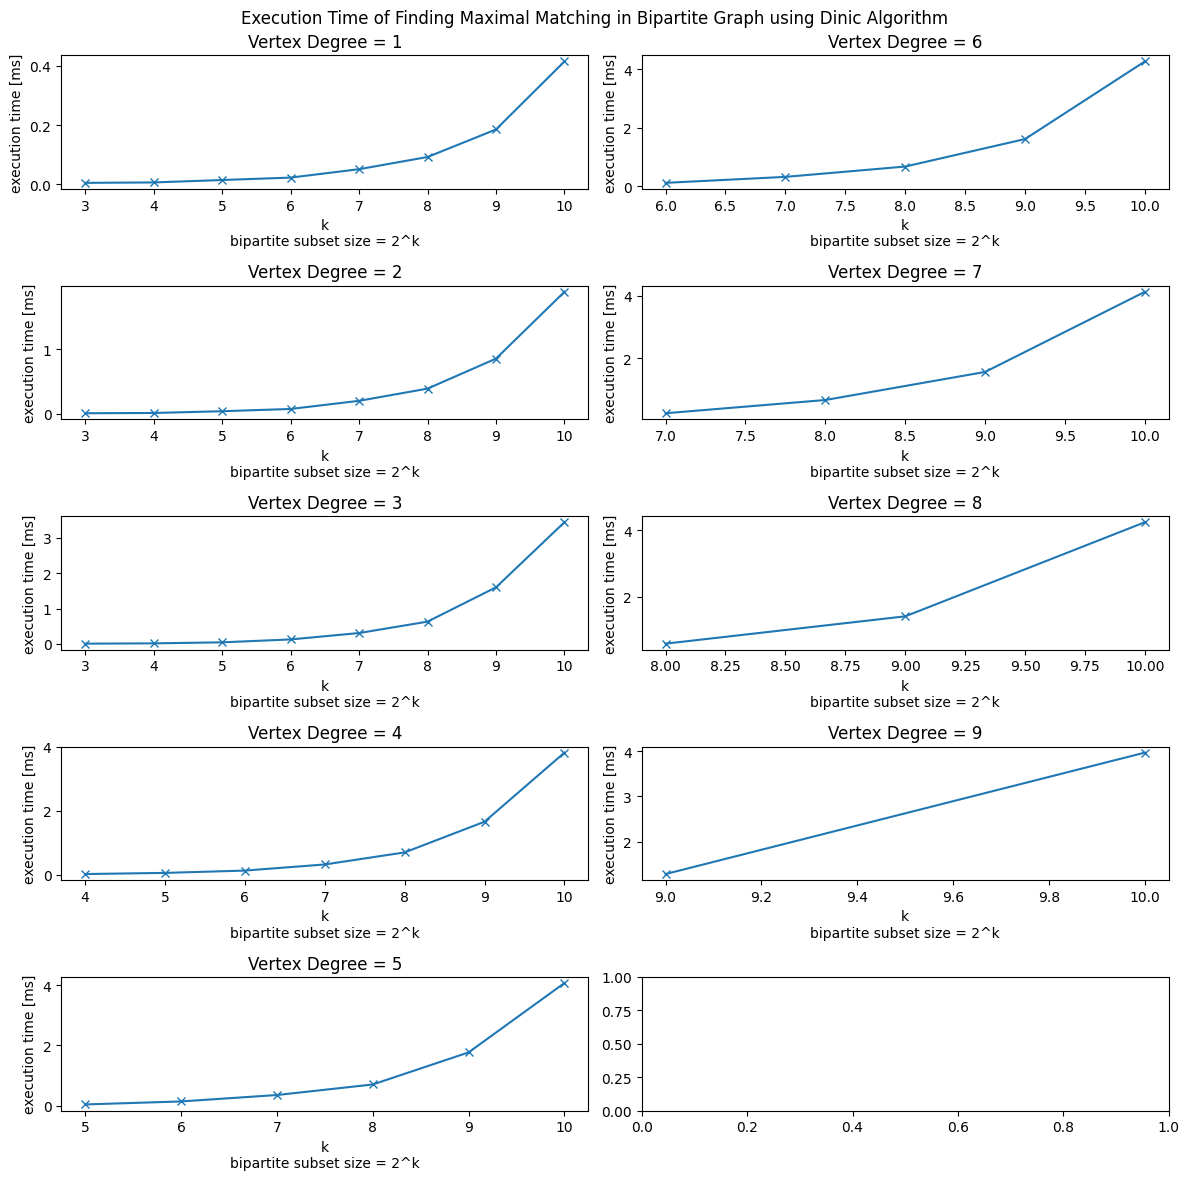 Execution Time of Finding Maximal Matching in Bipartite Graph using Dinic Algorithm
Vertex Degree = 1
execution time [ms]
0.4
0.2
0.0
3 4 5 6 7 8 9 10
k
bipartite subset size = 2^k
Vertex Degree = 6
execution time [ms]
4
2
0
6.0 6.5 7.0 7.5 8.0 8.5 9.0 9.5 10.0
k
bipartite subset size = 2^k
Vertex Degree = 2
execution time [ms]
1
0
3 4 5 6 7 8 9 10
k
bipartite subset size = 2^k
Vertex Degree = 7
execution time [ms]
4
2
7.0 7.5 8.0 8.5 9.0 9.5 10.0
k
bipartite subset size = 2^k
Vertex Degree = 3
execution time [ms]
3
2
1
0
3 4 5 6 7 8 9 10
k
bipartite subset size = 2^k
Vertex Degree = 8
execution time [ms]
4
2
8.00 8.25 8.50 8.75 9.00 9.25 9.50 9.75 10.00
k
bipartite subset size = 2^k
Vertex Degree = 4
execution time [ms]
4
2
0
4 5 6 7 8 9 10
k
bipartite subset size = 2^k
Vertex Degree = 9
execution time [ms]
4
3
2
9.0 9.2 9.4 9.6 9.8 10.0
k
bipartite subset size = 2^k
Vertex Degree = 5
execution time [ms]
4
2
0
5 6 7 8 9 10
k
bipartite subset size = 2^k
1.00
0.75
0.50
0.25
0.00
0.0 0.2 0.4 0.6 0.8 1.0